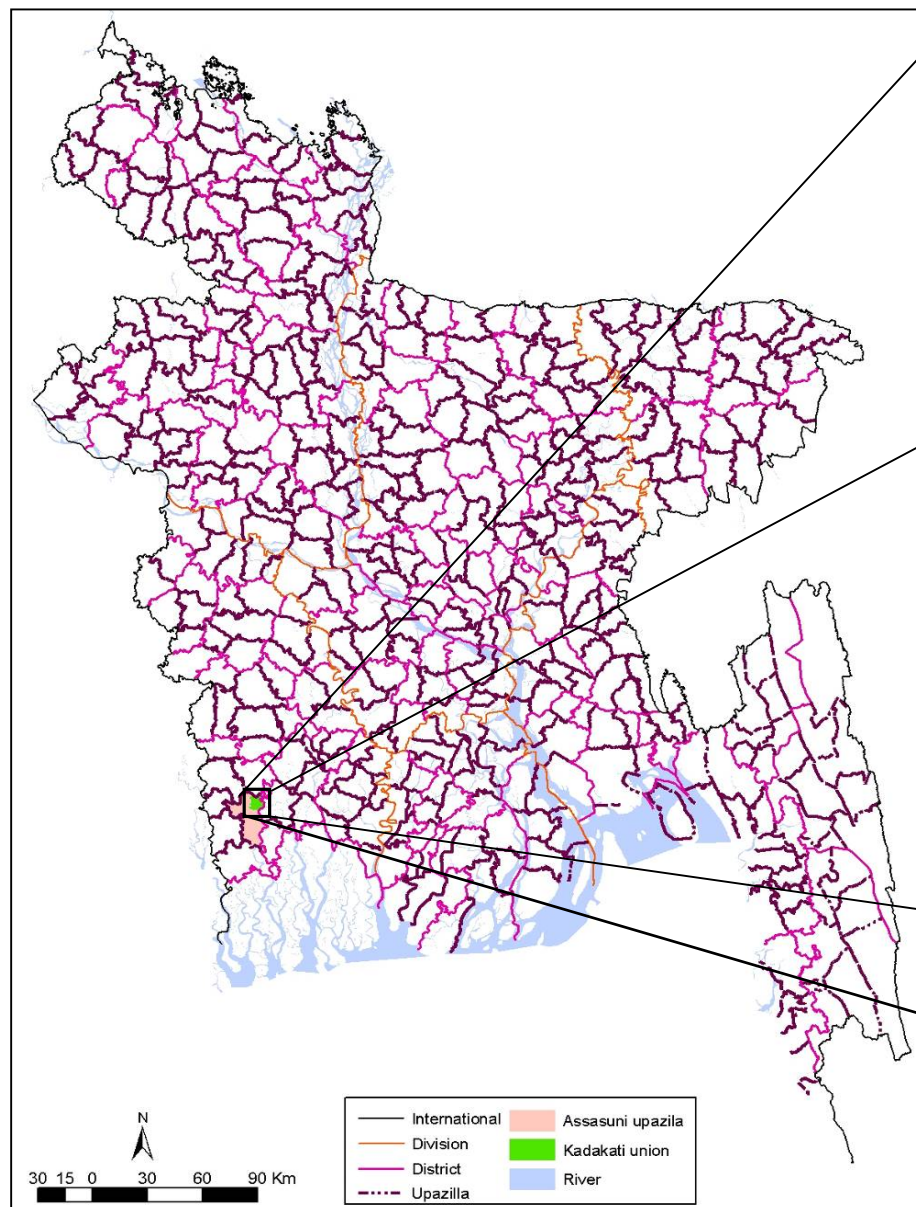 N
30 15 0 30 60 90 Km
International
Division
District
Upazilla
Assasuni upazila
Kadakati union
River